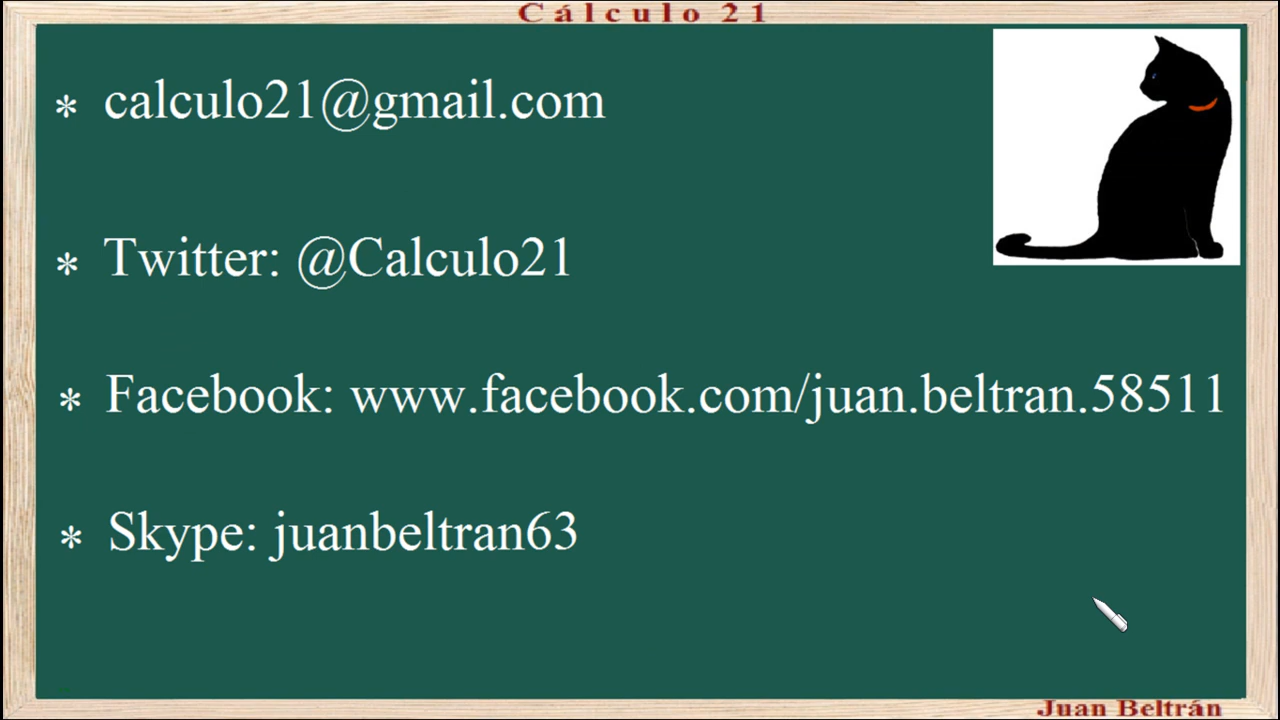 Cálculo 21
* calculo21@gmail.com
* Twitter: @Calculo21
* Facebook: www.facebook.com/juan.beltran.58511
* Skype: juanbeltran63
Juan Beltrán